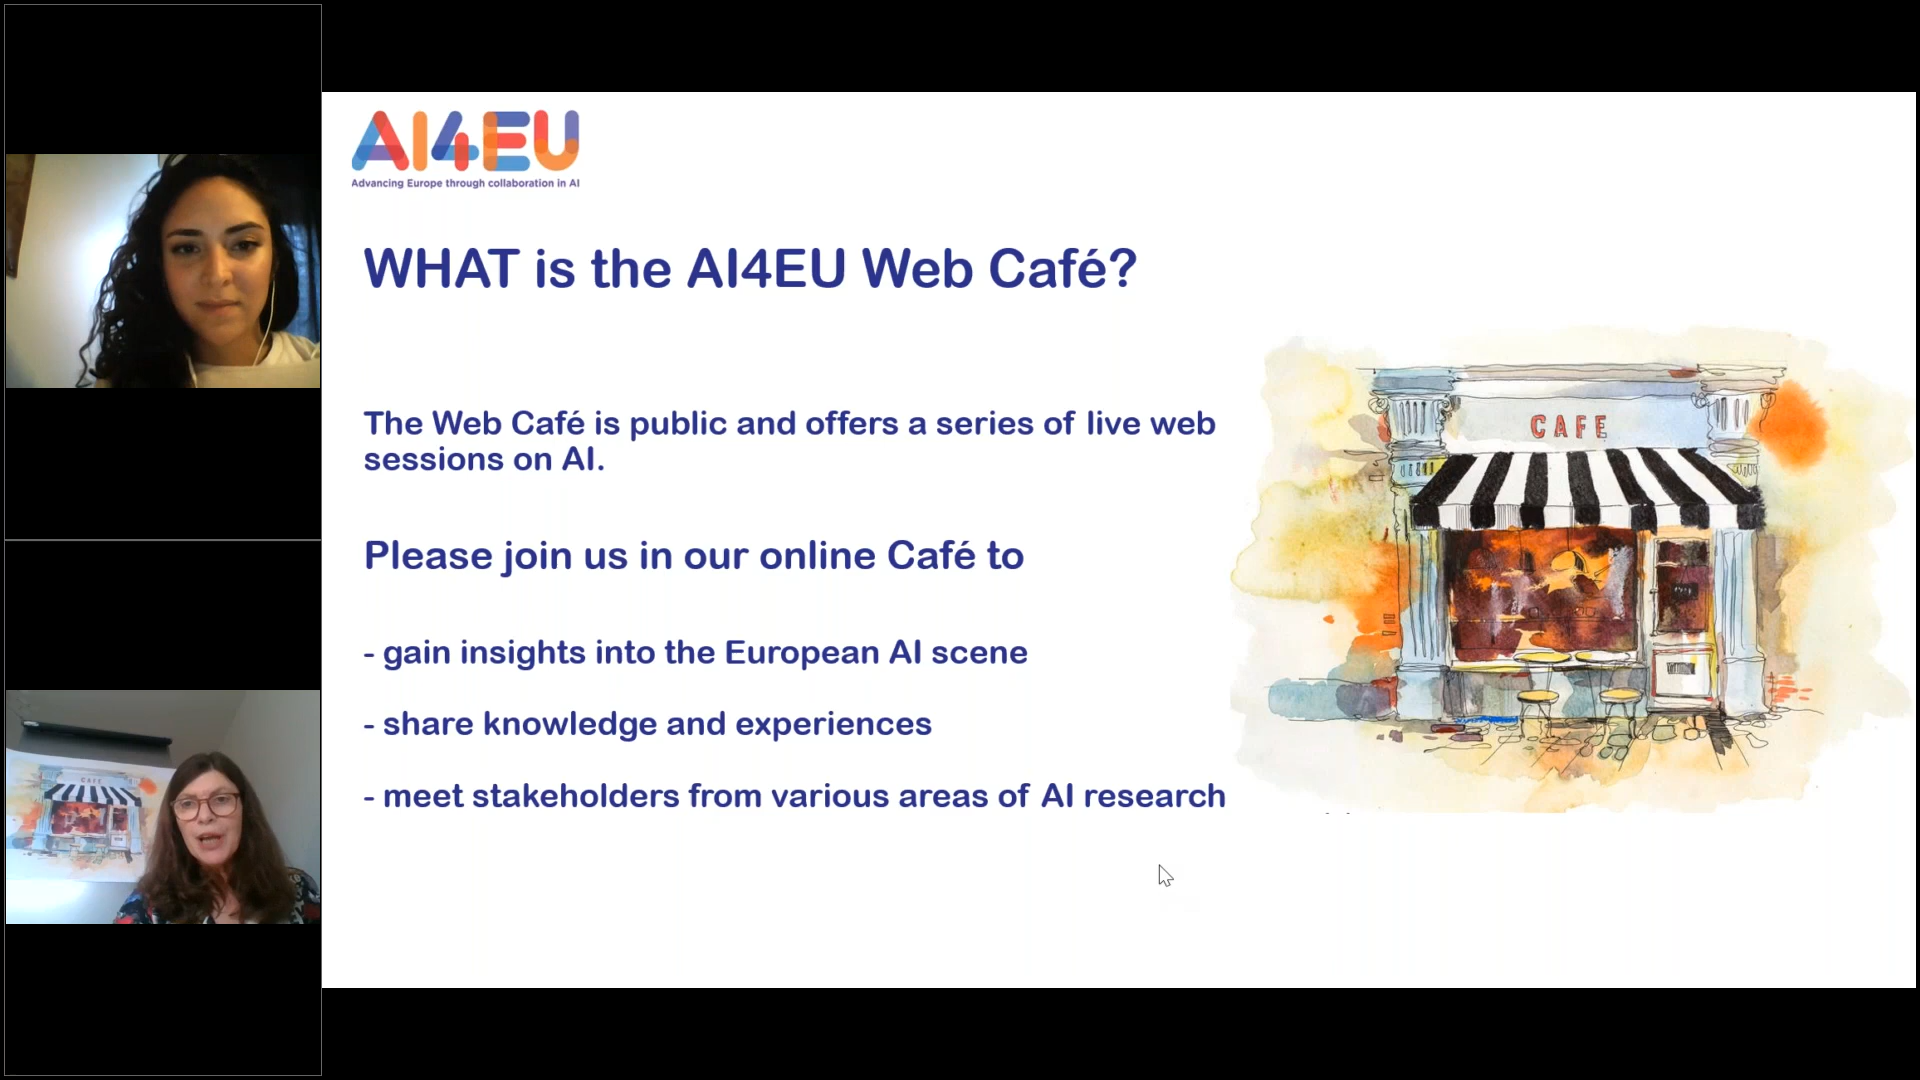 AI4EU
Advancing Europe through collaboration in AI
WHAT is the AI4EU Web Café?
The Web Café is public and offers a series of live web
sessions on AI.
Please join us in our online Café to
- gain insights into the European AI scene
- share knowledge and experiences
- meet stakeholders from various areas of AI research
CAFE
CAFE